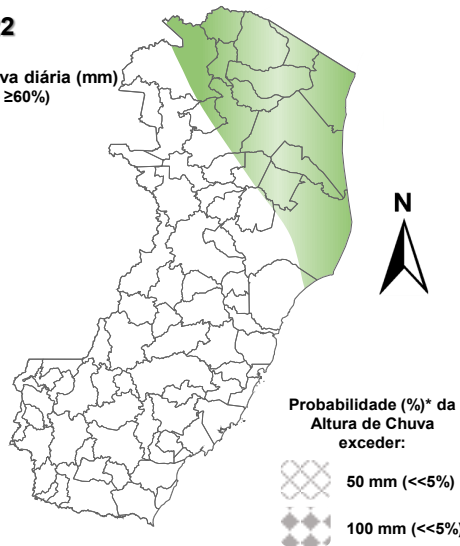 2
va diária (mm)
≥60%)
N
Probabilidade (%)* da
Altura de Chuva
exceder:
50 mm (<<5%)
100 mm (<<5%)